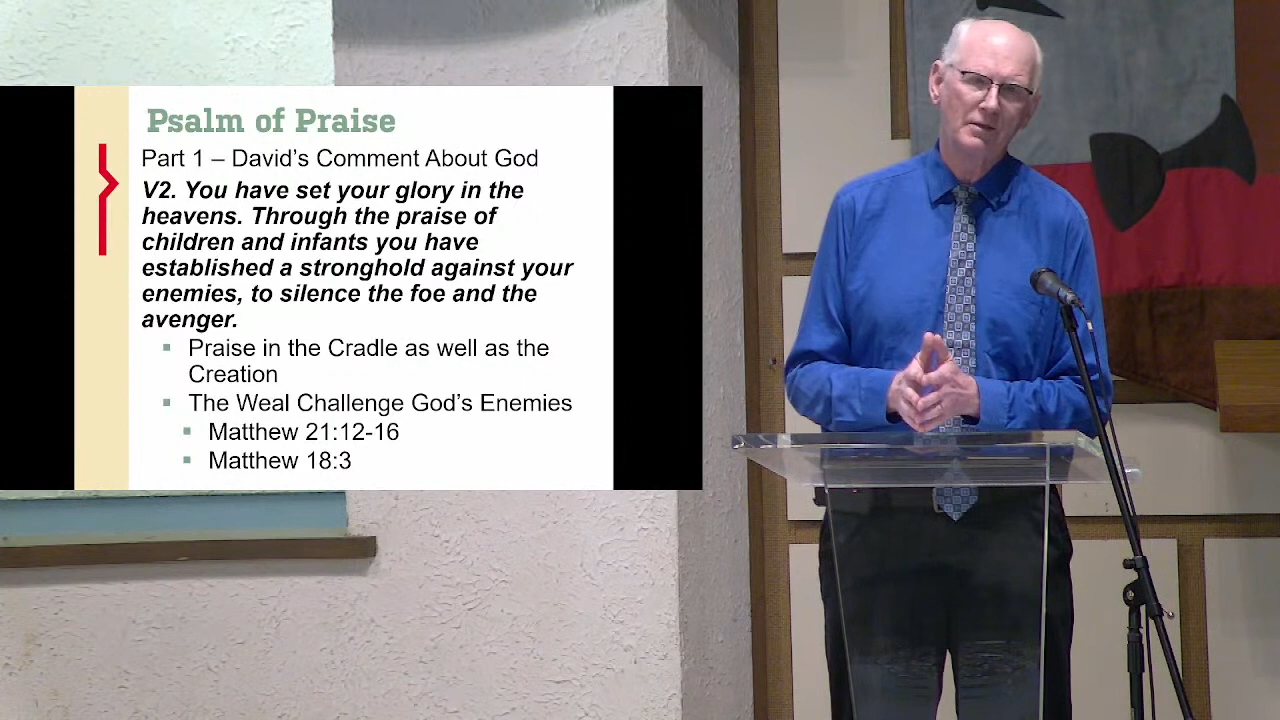 Psalm of Praise
Part 1 – David's Comment About God
V2. You have set your glory in the
heavens. Through the praise of
children and infants you have
established a stronghold against your
enemies, to silence the foe and the
avenger.
Praise in the Cradle as well as the
Creation
The Weal Challenge God's Enemies
Matthew 21:12-16
Matthew 18:3